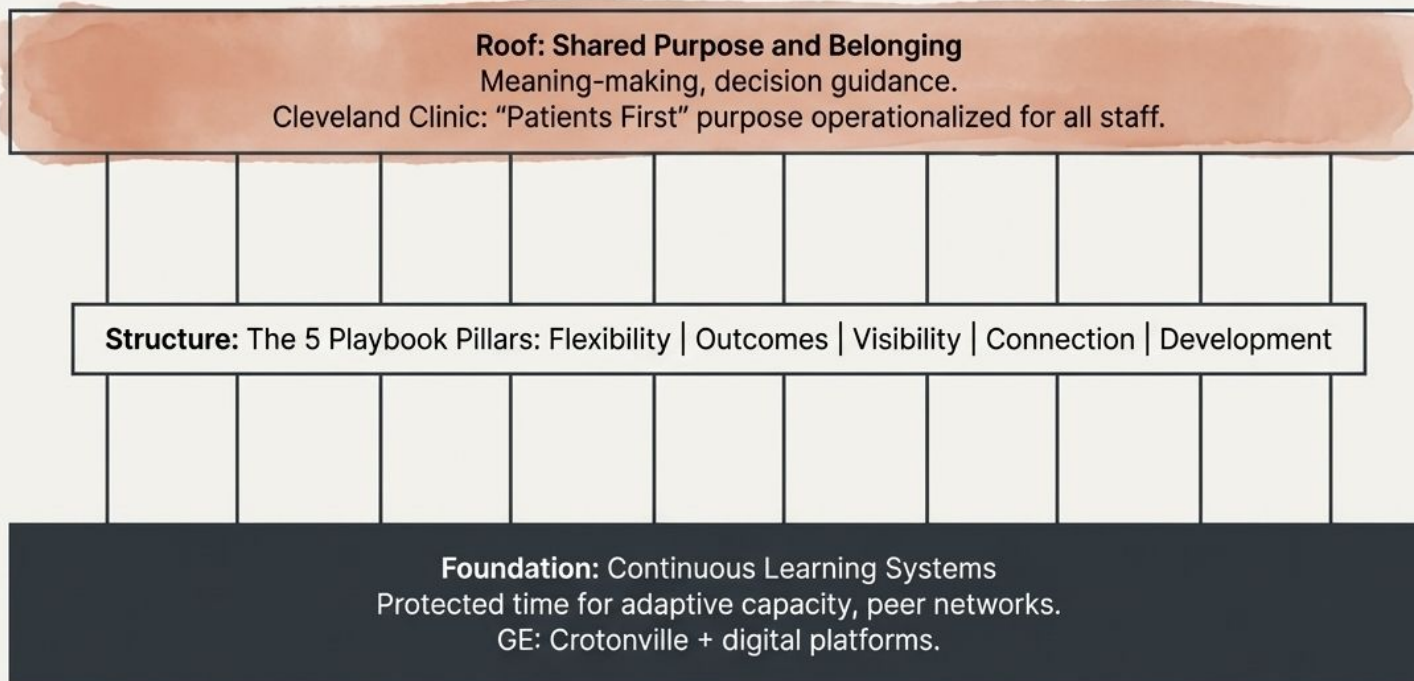 Roof: Shared Purpose and Belonging
Meaning-making, decision guidance.
Cleveland Clinic: “Patients First” purpose operationalized for all staff.
Structure: The 5 Playbook Pillars: Flexibility | Outcomes | Visibility | Connection | Development
Foundation: Continuous Learning Systems
Protected time for adaptive capacity, peer networks.
GE: Crotonville + digital platforms.